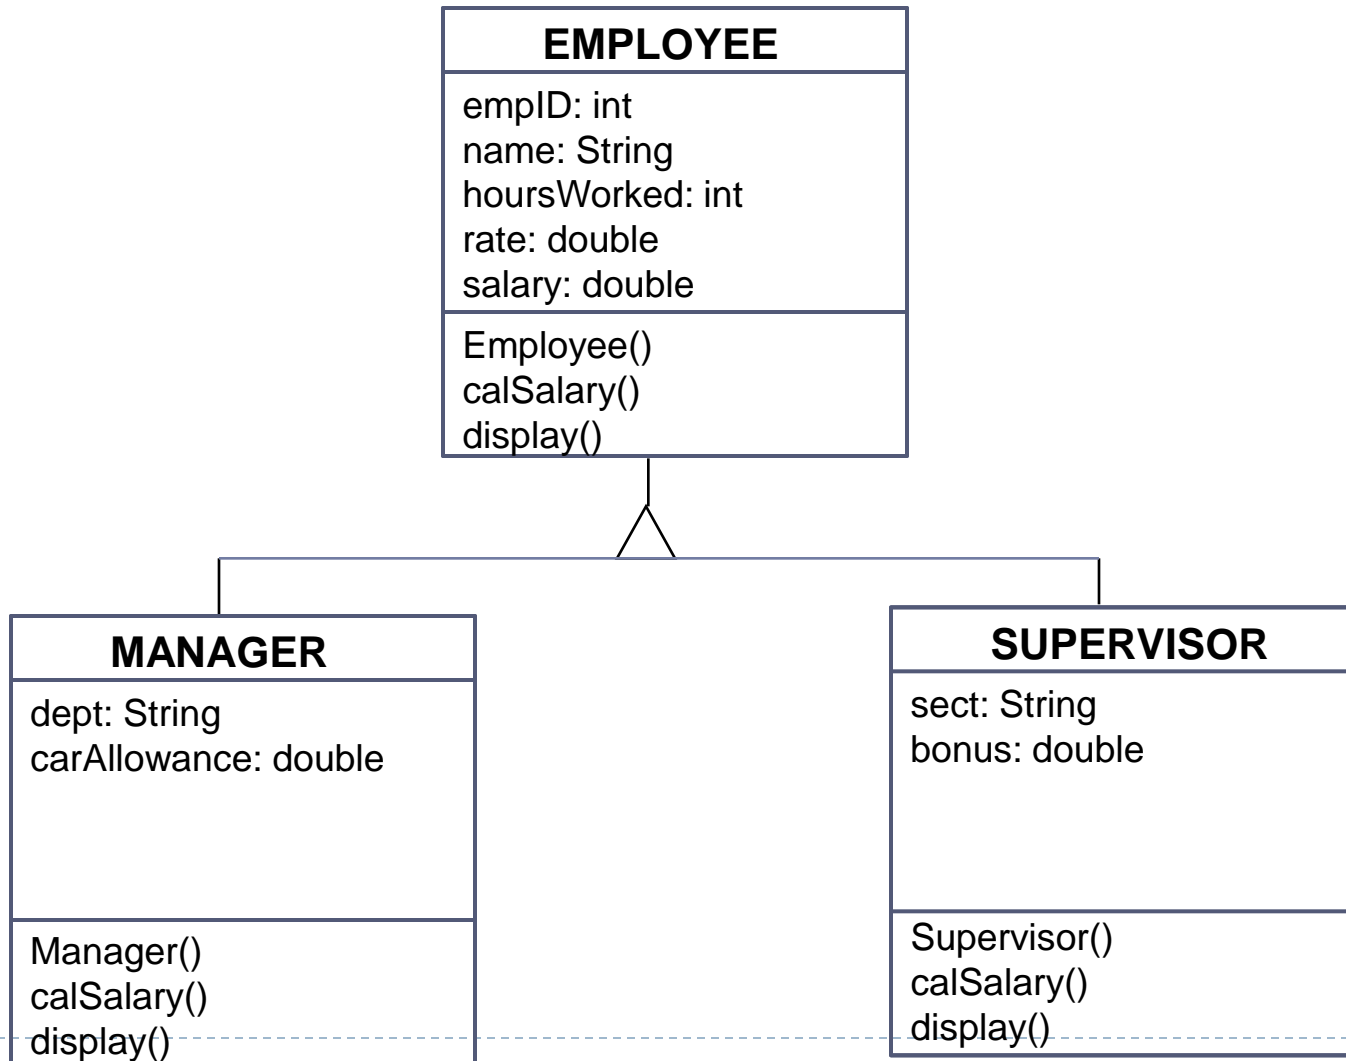 EMPLOYEE
empID: int
name: String
hoursWorked: int
rate: double
salary: double
Employee()
calSalary()
display()
MANAGER
dept: String
carAllowance: double
Manager()
calSalary()
display()
SUPERVISOR
sect: String
bonus: double
Supervisor()
calSalary()
display()